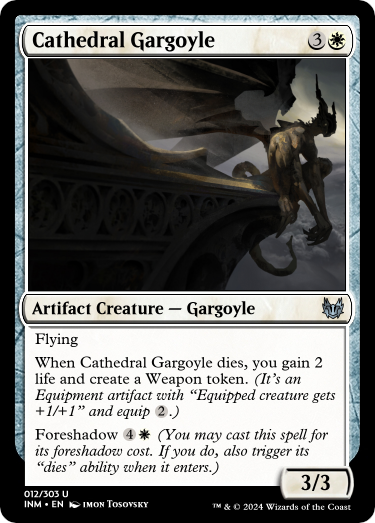 Cathedral Gargoyle 3
Artifact Creature — Gargoyle
Flying
When Cathedral Gargoyle dies, you gain 2
life and create a Weapon token. (It's an
Equipment artifact with “Equipped creature gets
+1/+1” and equip 2.)
Foreshadow 4 (You may cast this spell for
its foreshadow cost. If you do, also trigger its
“dies” ability when it enters.)
3/3
012/303 U
INM • EN imon Tosovsky
™ & © 2024 Wizards of the Coast